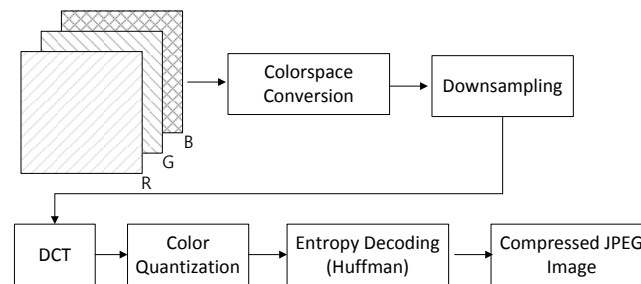 Colorspace
Conversion
Downsampling
B
G
R
DCT
Color
Quantization
Entropy Decoding
(Huffman)
Compressed JPEG
Image